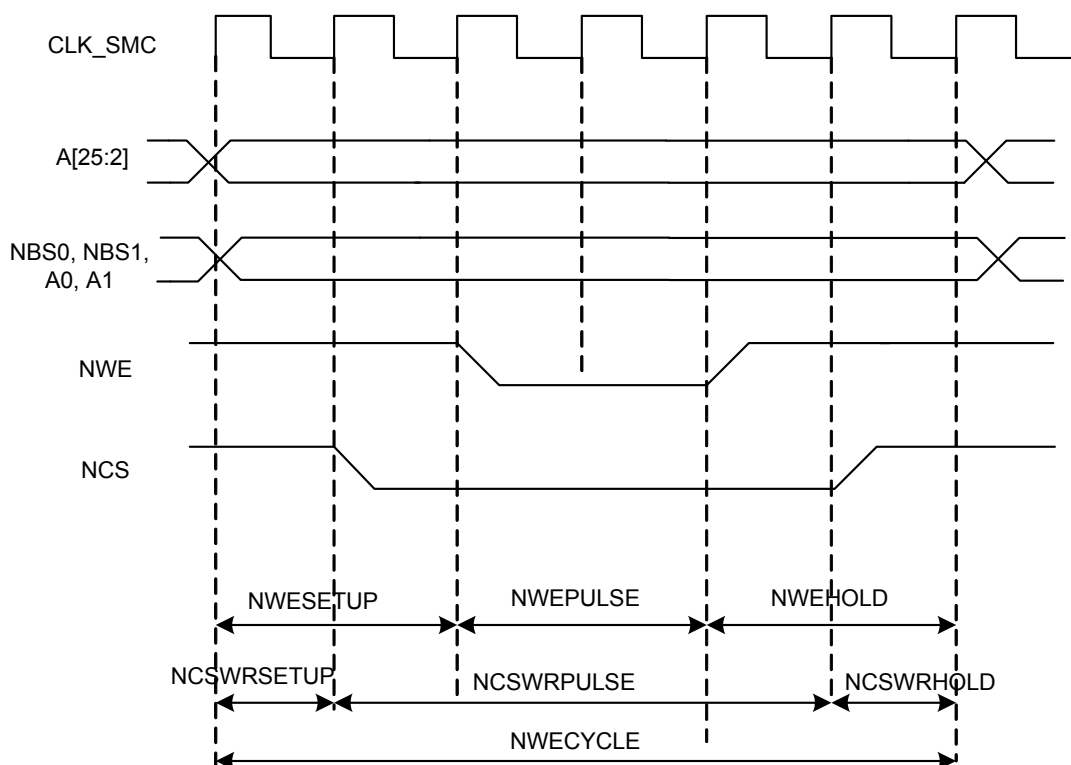 CLK_SMC
A[25:2]
NBS0, NBS1,
A0, A1
NWE
NCS
NWESETUP
NWEPULSE
NWEHOLD
NCSWRSETUP
NCSWRPULSE
NCSWRHOLD
NWECYCLE